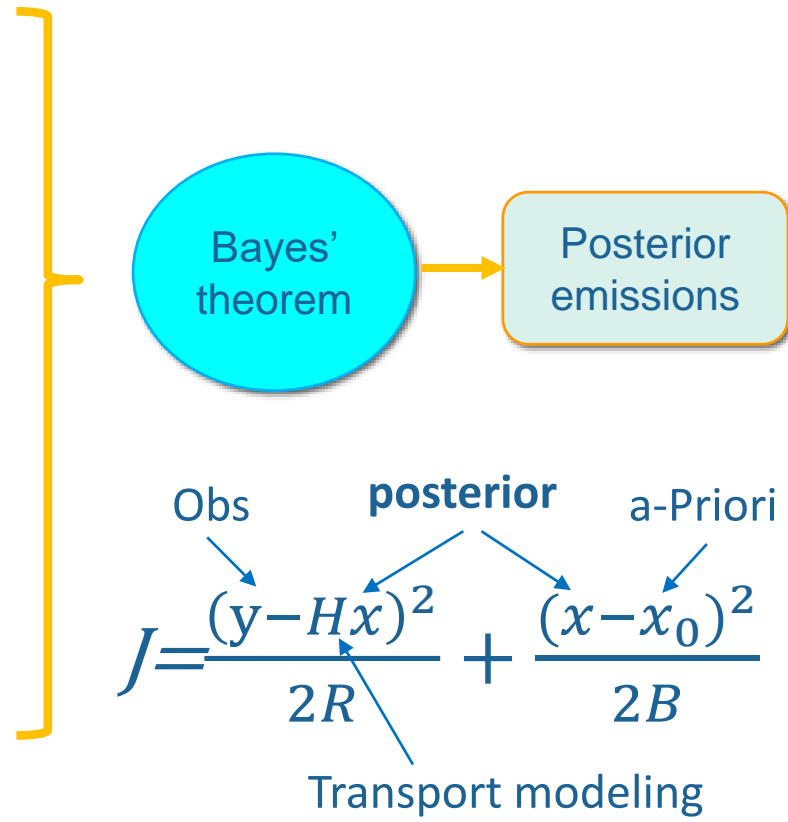 Bayes’
theorem
Posterior
emissions
Obs posterior a-Priori
J=(y−Hx)²/2R + (x−x₀)²/2B
Transport modeling